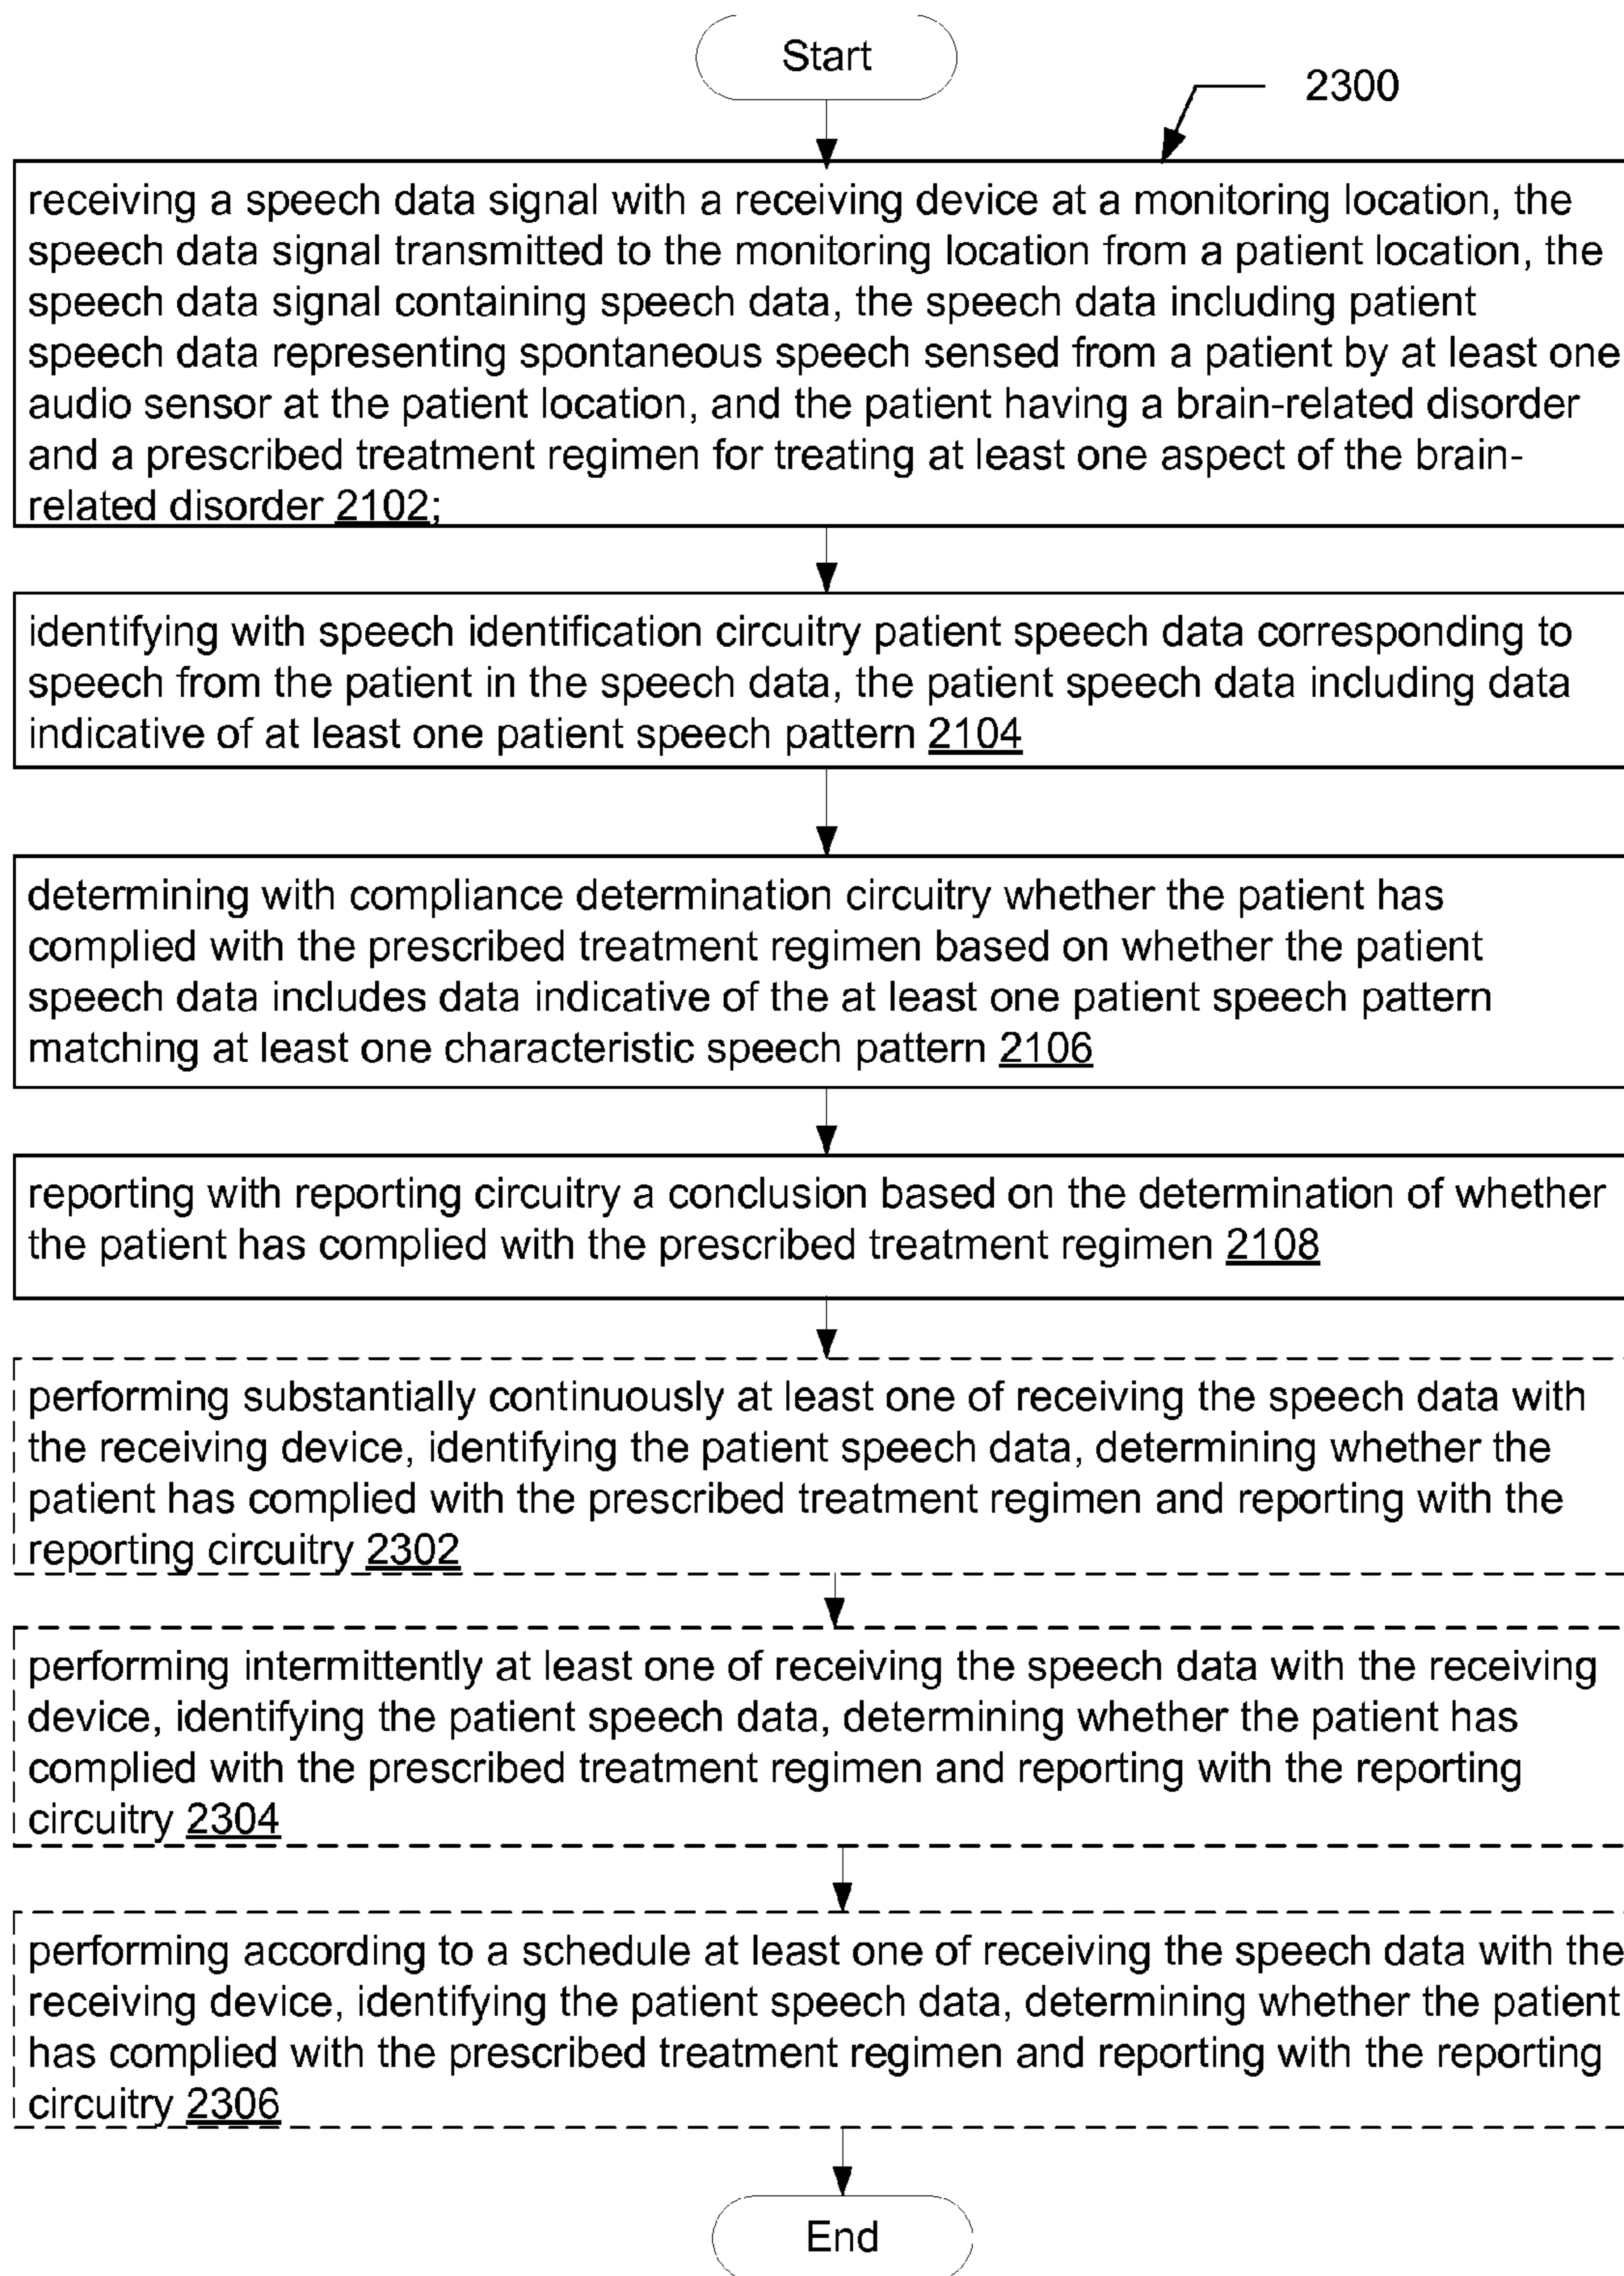 Start
2300
receiving a speech data signal with a receiving device at a monitoring location, the
speech data signal transmitted to the monitoring location from a patient location, the
speech data signal containing speech data, the speech data including patient
speech data representing spontaneous speech sensed from a patient by at least one
audio sensor at the patient location, and the patient having a brain-related disorder
and a prescribed treatment regimen for treating at least one aspect of the brain-
related disorder 2102;
identifying with speech identification circuitry patient speech data corresponding to
speech from the patient in the speech data, the patient speech data including data
indicative of at least one patient speech pattern 2104
determining with compliance determination circuitry whether the patient has
complied with the prescribed treatment regimen based on whether the patient
speech data includes data indicative of the at least one patient speech pattern
matching at least one characteristic speech pattern 2106
reporting with reporting circuitry a conclusion based on the determination of whether
the patient has complied with the prescribed treatment regimen 2108
performing substantially continuously at least one of receiving the speech data with
the receiving device, identifying the patient speech data, determining whether the
patient has complied with the prescribed treatment regimen and reporting with the
reporting circuitry 2302
performing intermittently at least one of receiving the speech data with the receiving
device, identifying the patient speech data, determining whether the patient has
complied with the prescribed treatment regimen and reporting with the reporting
circuitry 2304
performing according to a schedule at least one of receiving the speech data with the
receiving device, identifying the patient speech data, determining whether the patient
has complied with the prescribed treatment regimen and reporting with the reporting
circuitry 2306
End